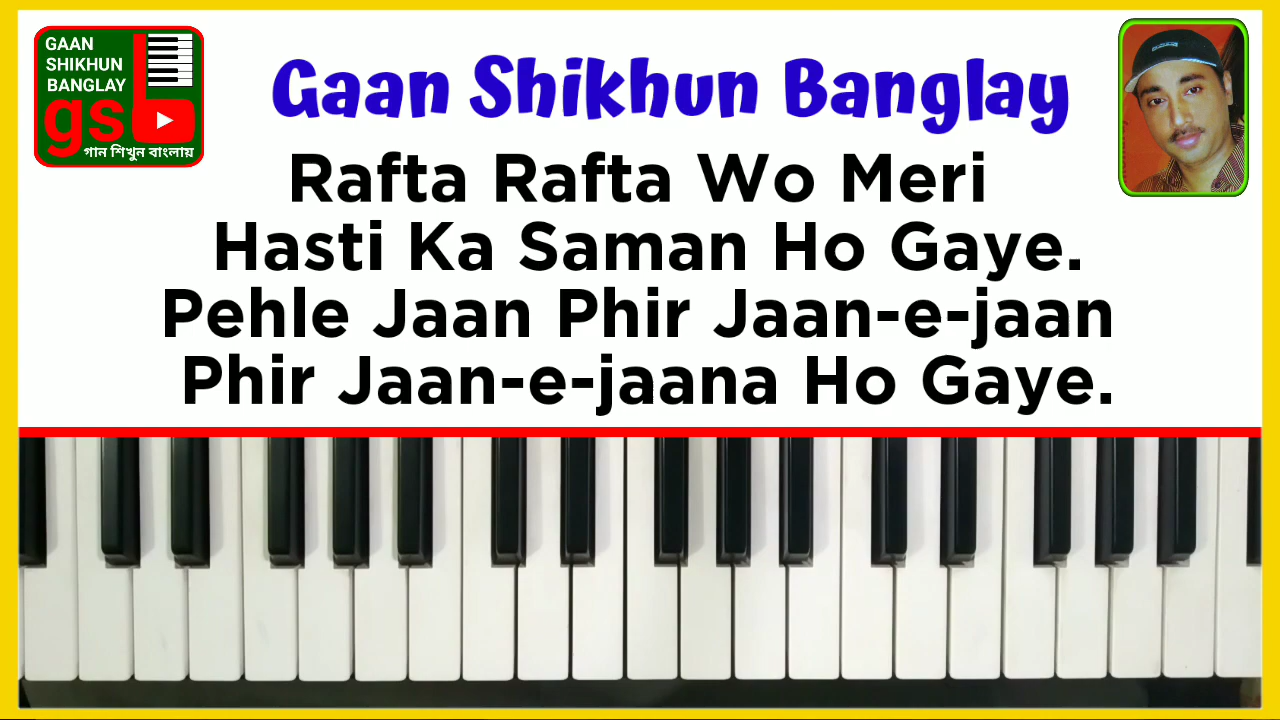 GAAN
SHIKHUN
BANGLAY
gsb
গান শিখুন বাংলায়
Gaan Shikhun Banglay
Rafta Rafta Wo Meri
Hasti Ka Saman Ho Gaye.
Pehle Jaan Phir Jaan-e-jaan
Phir Jaan-e-jaana Ho Gaye.